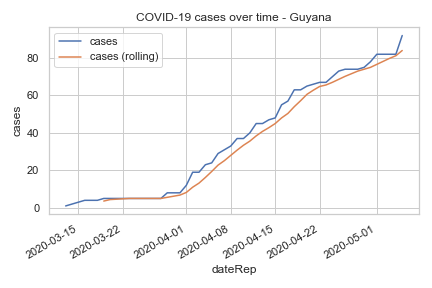 COVID-19 cases over time - Guyana
cases
cases (rolling)
80
60
40
20
0
cases
2020-03-15
2020-03-22
2020-04-01
2020-04-08
2020-04-15
2020-04-22
2020-05-01
dateRep